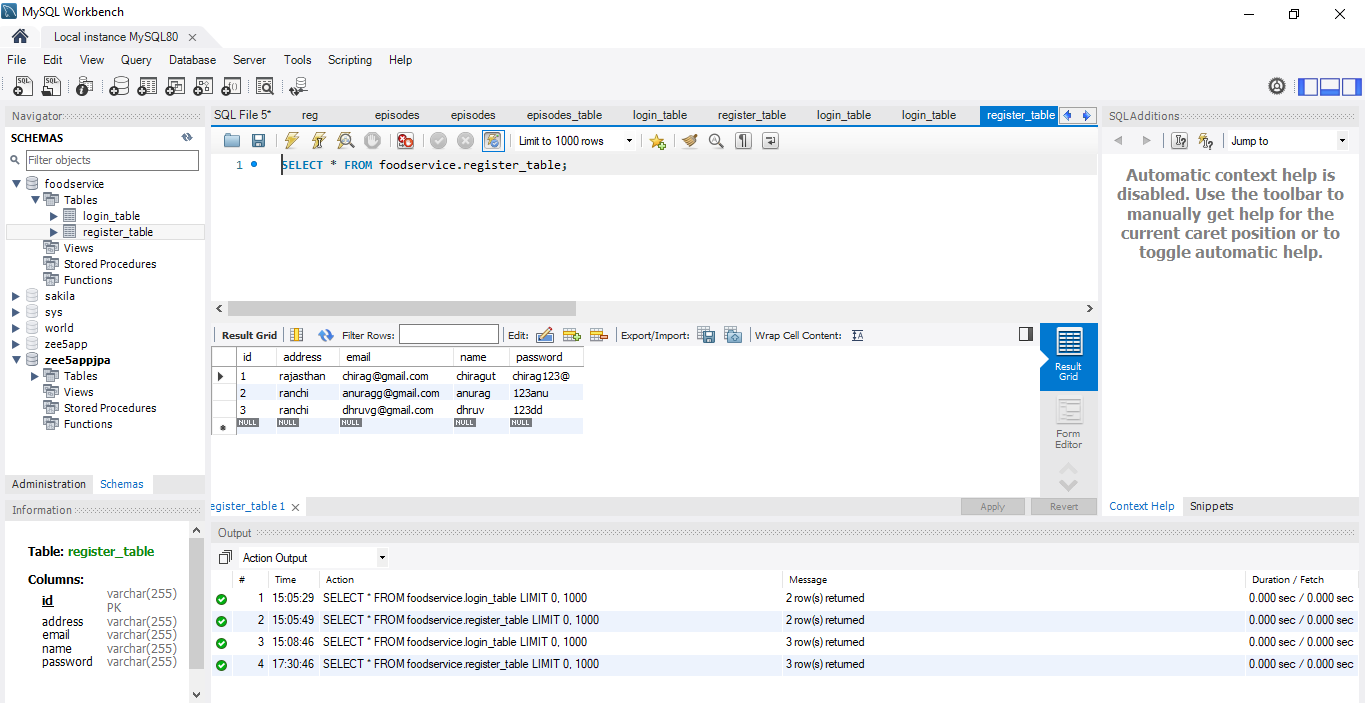 MySQL Workbench
Local instance MySQL80
File Edit View Query Database Server Tools Scripting Help
Navigator
SCHEMAS
Filter objects
foodservice
Tables
login_table
register_table
Views
Stored Procedures
Functions
sakila
sys
world
zee5app
zee5appjpa
Tables
Views
Stored Procedures
Functions
Administration Schemas
Information
Table: register_table
Columns:
id varchar(255) PK
address varchar(255)
email varchar(255)
name varchar(255)
password varchar(255)
SQL File 5* reg episodes episodes episodes_table login_table register_table login_table login_table register_table
Limit to 1000 rows
1 SELECT * FROM foodservice.register_table;
Result Grid Filter Rows: Edit: Export/Import: Wrap Cell Content:
id address email name password
1 rajasthan chirag@gmail.com chiragut chirag123@
2 ranchi anuragg@gmail.com anurag 123anu
3 ranchi dhruvg@gmail.com dhruv 123dd
NULL NULL NULL NULL NULL
Result Grid
Form Editor
egister_table 1 Apply Revert
SQLAdditions
Jump to
Automatic context help is
disabled. Use the toolbar to
manually get help for the
current caret position or to
toggle automatic help.
Context Help Snippets
Output
Action Output
# Time Action Message Duration / Fetch
1 15:05:29 SELECT * FROM foodservice.login_table LIMIT 0, 1000 2 row(s) returned 0.000 sec / 0.000 sec
2 15:05:49 SELECT * FROM foodservice.register_table LIMIT 0, 1000 2 row(s) returned 0.000 sec / 0.000 sec
3 15:08:46 SELECT * FROM foodservice.login_table LIMIT 0, 1000 3 row(s) returned 0.000 sec / 0.000 sec
4 17:30:46 SELECT * FROM foodservice.register_table LIMIT 0, 1000 3 row(s) returned 0.000 sec / 0.000 sec